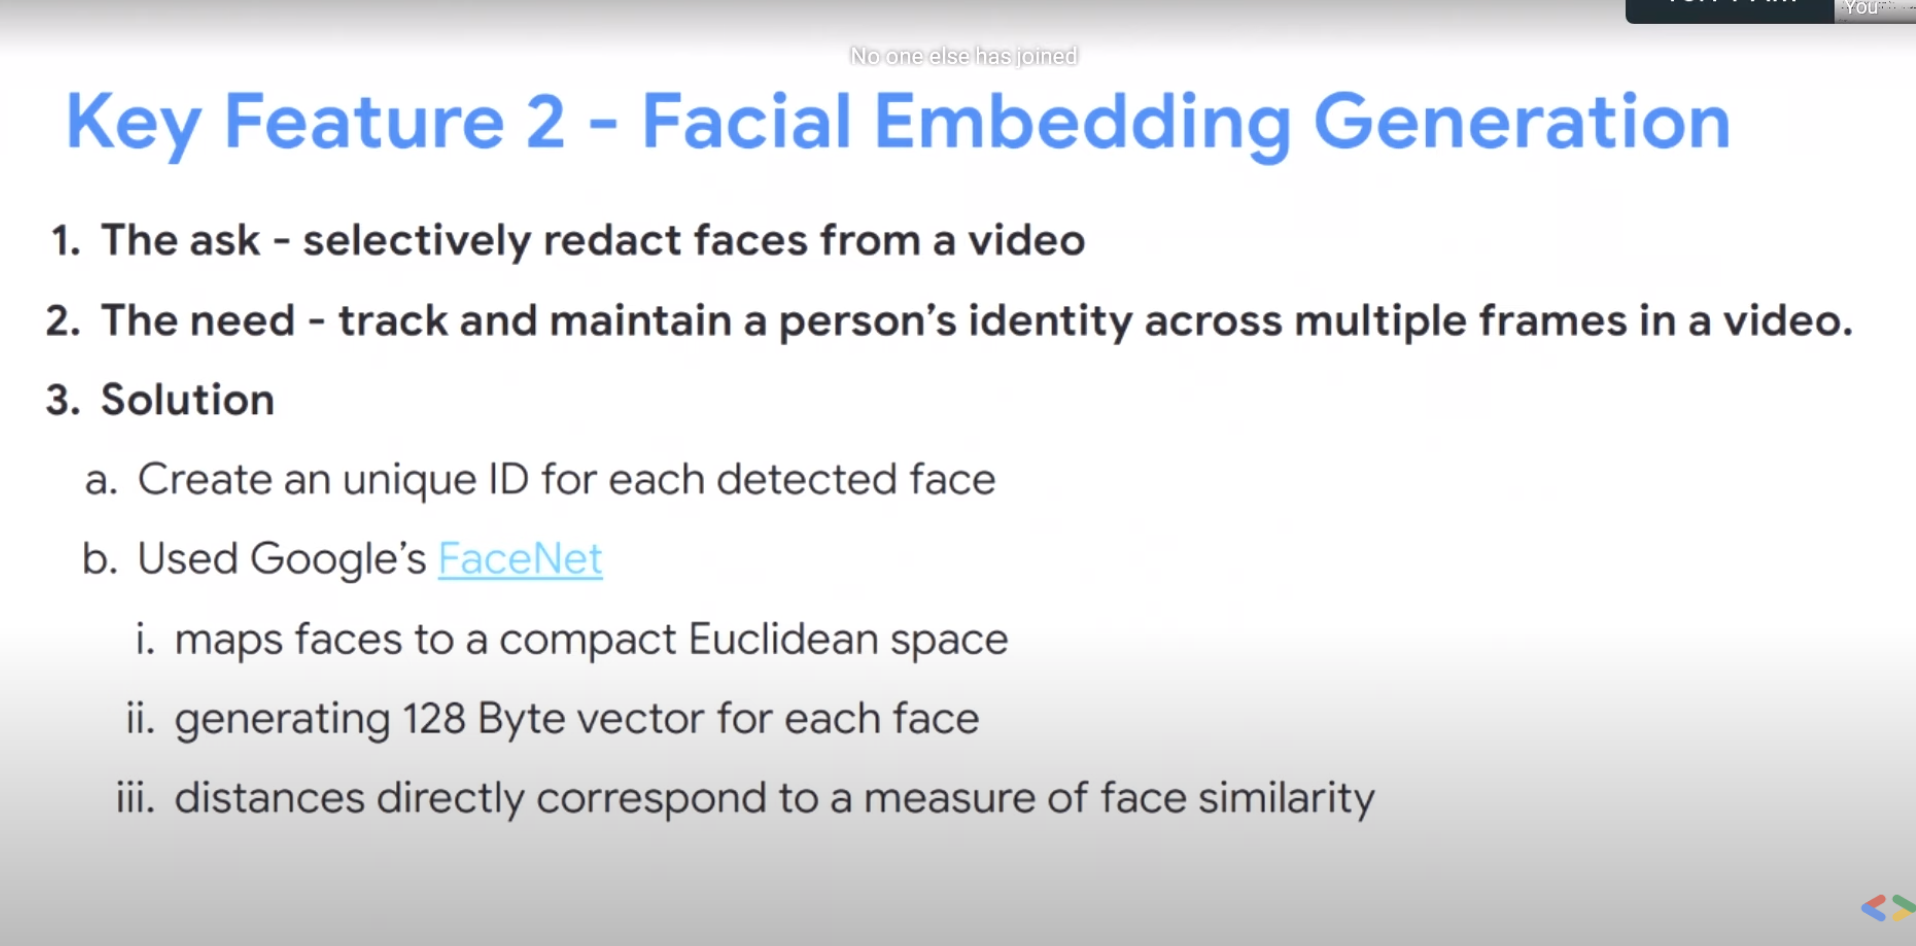 You
No one else has joined
Key Feature 2 - Facial Embedding Generation
1. The ask - selectively redact faces from a video
2. The need - track and maintain a person's identity across multiple frames in a video.
3. Solution
a. Create an unique ID for each detected face
b. Used Google's FaceNet
i. maps faces to a compact Euclidean space
ii. generating 128 Byte vector for each face
iii. distances directly correspond to a measure of face similarity